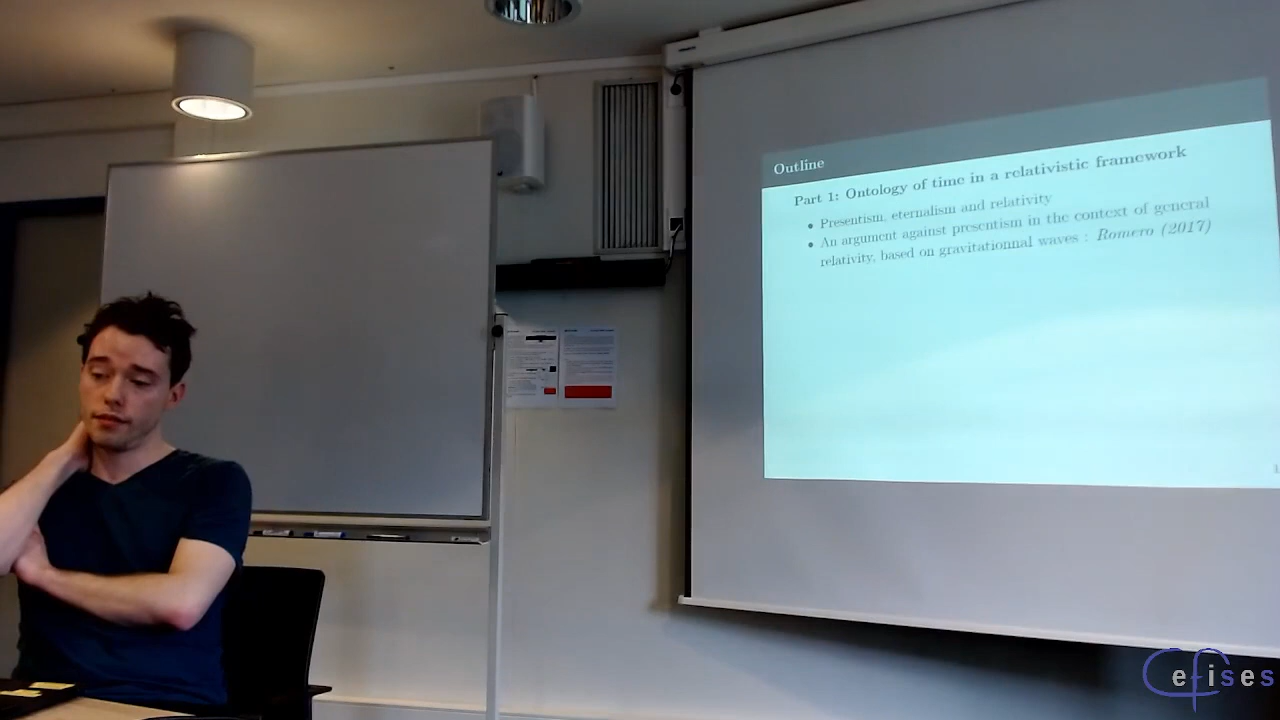 Outline
Part 1: Ontology of time in a relativistic framework
• Presentism, eternalism and relativity
• An argument against presentism in the context of general
relativity, based on gravitationnal waves : Romero (2017)
efises